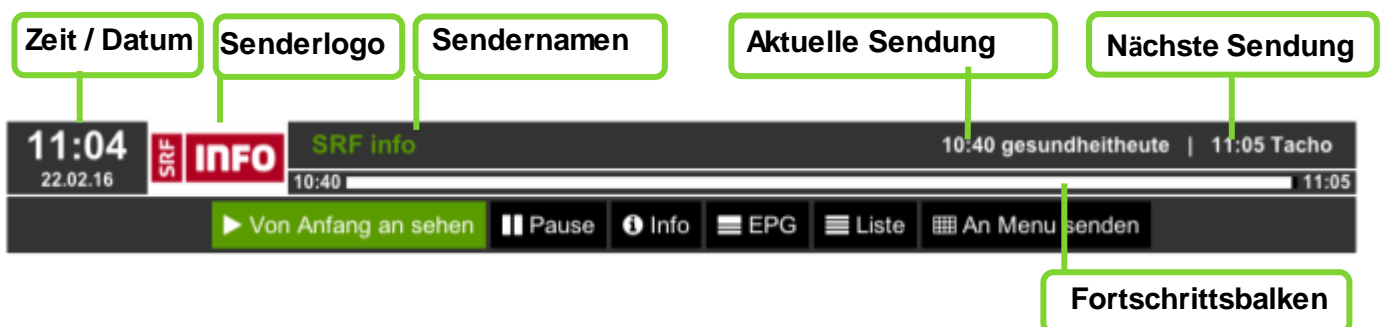 Zeit / Datum
Senderlogo
Sendernamen
Aktuelle Sendung
Nächste Sendung
11:04
22.02.16
SRF INFO
SRF info
10:40 gesundheitheute | 11:05 Tacho
10:40
11:05
Von Anfang an sehen
Pause
Info
EPG
Liste
An Menu senden
Fortschrittsbalken